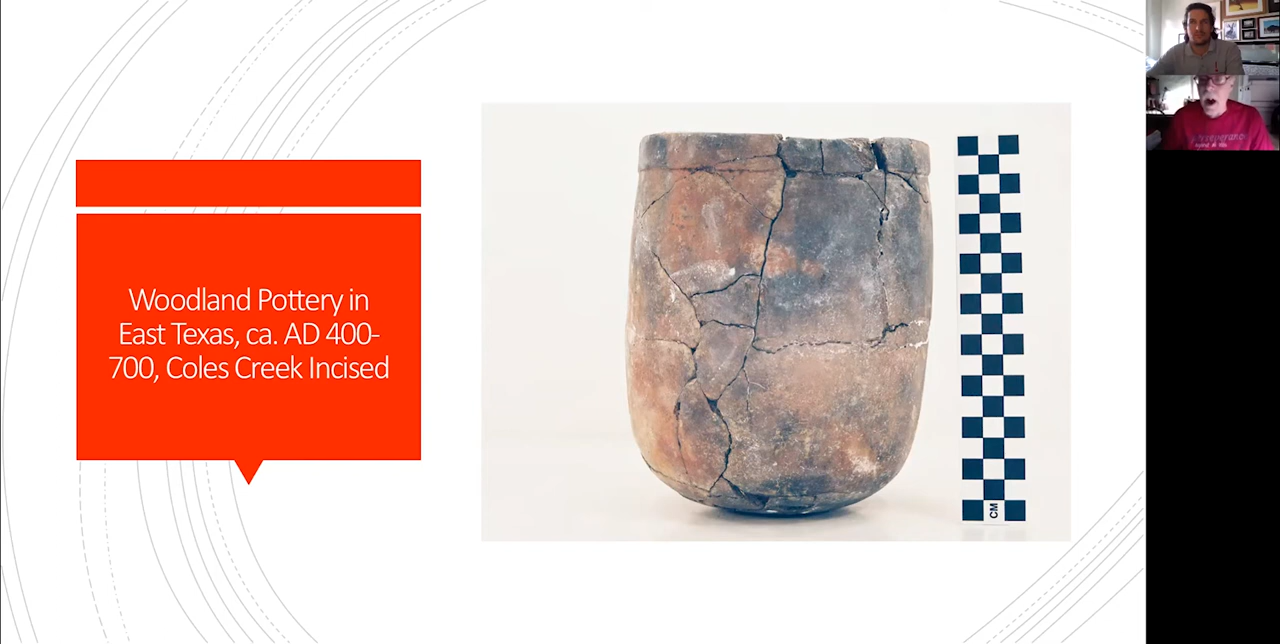 Woodland Pottery in
East Texas, ca. AD 400-
700, Coles Creek Incised
CM